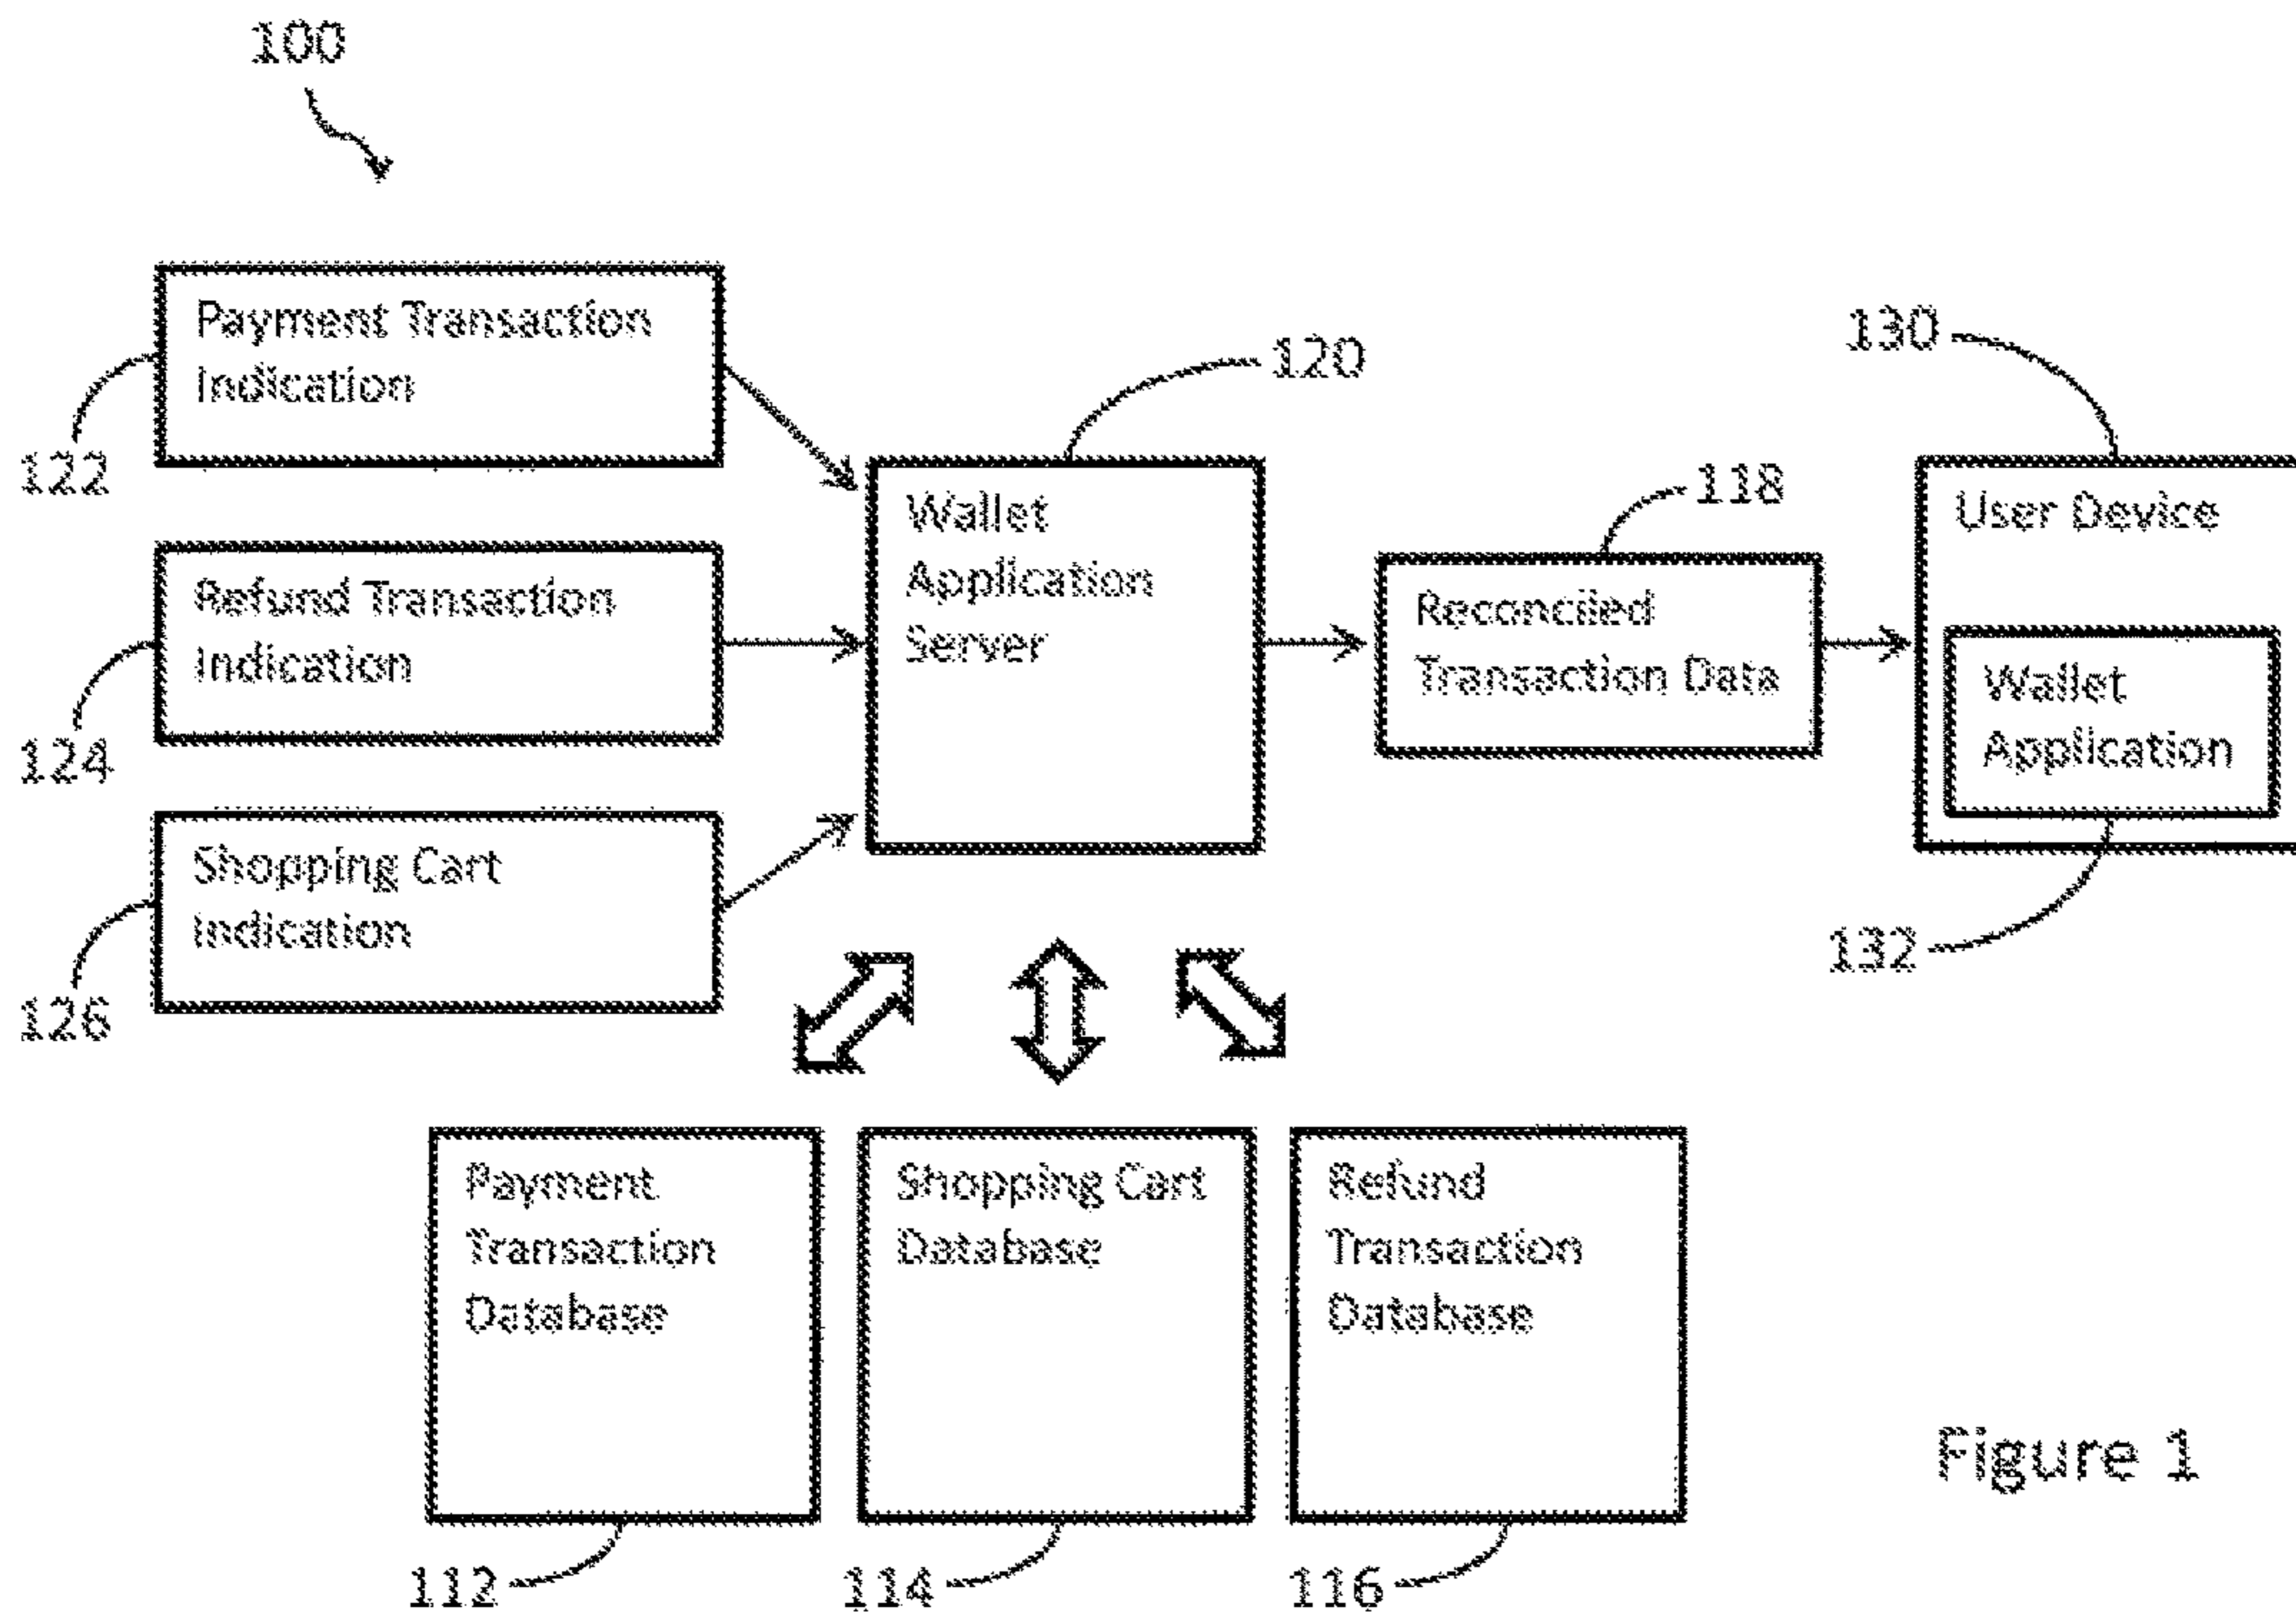 100
Payment Transaction
Indication
122
Refund Transaction
Indication
124
Shopping Cart
Indication
126
Wallet
Application
Server
120
Reconciled
Transaction Data
118
User Device
130
Wallet
Application
132
Payment
Transaction
Database
112
Shopping Cart
Database
114
Refund
Transaction
Database
116
Figure 1